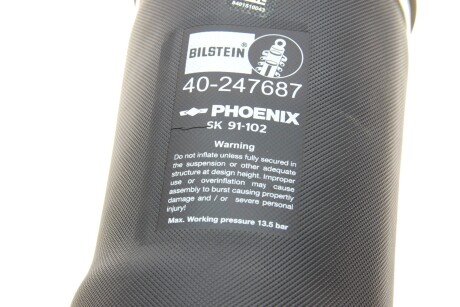 8401510043
BILSTEIN®
40-247687
PHOENIX
SK 91-102
Warning
Do not inflate unless fully secured in
the suspension or other adequate
structure at design height. Improper
use or overinflation may cause
assembly to burst causing propertly
damage and / or severe personal
injury!
Max. Working pressure 13.5 bar